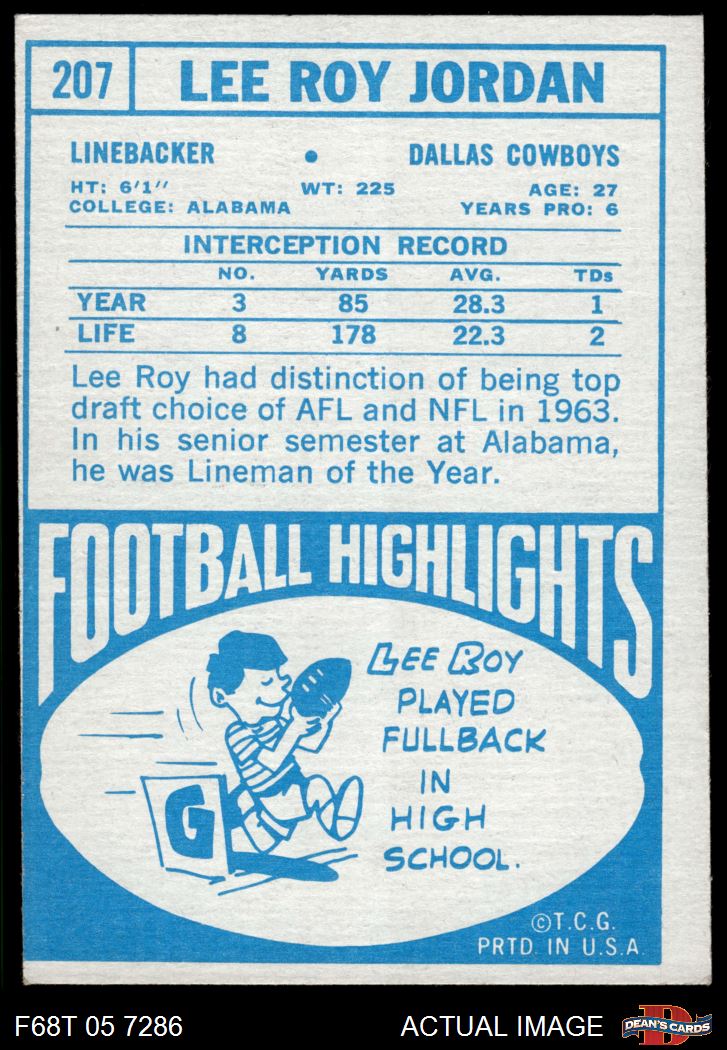 207 LEE ROY JORDAN
LINEBACKER • DALLAS COWBOYS
HT: 6'1" WT: 225 AGE: 27
COLLEGE: ALABAMA YEARS PRO: 6
INTERCEPTION RECORD
NO. YARDS AVG. TDs
YEAR 3 85 28.3 1
LIFE 8 178 22.3 2
Lee Roy had distinction of being top
draft choice of AFL and NFL in 1963.
In his senior semester at Alabama,
he was Lineman of the Year.
FOOTBALL HIGHLIGHTS
LEE ROY
PLAYED
FULLBACK
IN
HIGH
SCHOOL.
G
©T.C.G.
PRTD. IN U.S.A.
F68T 05 7286 ACTUAL IMAGE D DEAN'S CARDS